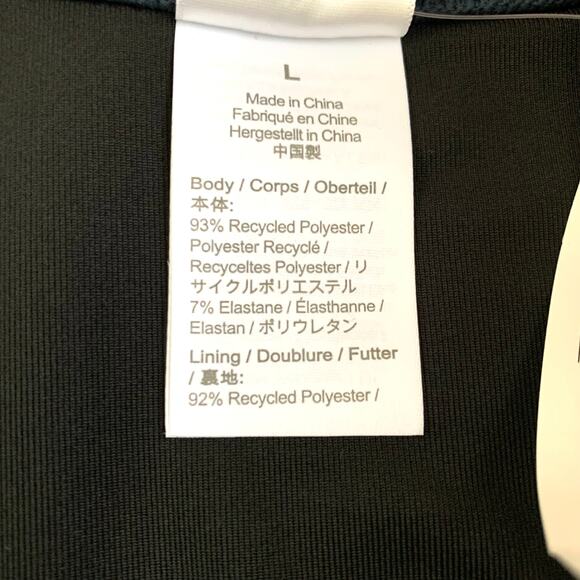 L
Made in China
Fabriqué en Chine
Hergestellt in China
中国製
Body / Corps / Oberteil /
本体:
93% Recycled Polyester /
Polyester Recyclé /
Recyceltes Polyester / リ
サイクルポリエステル
7% Elastane / Élasthanne /
Elastan / ポリウレタン
Lining / Doublure / Futter
/ 裏地:
92% Recycled Polyester /